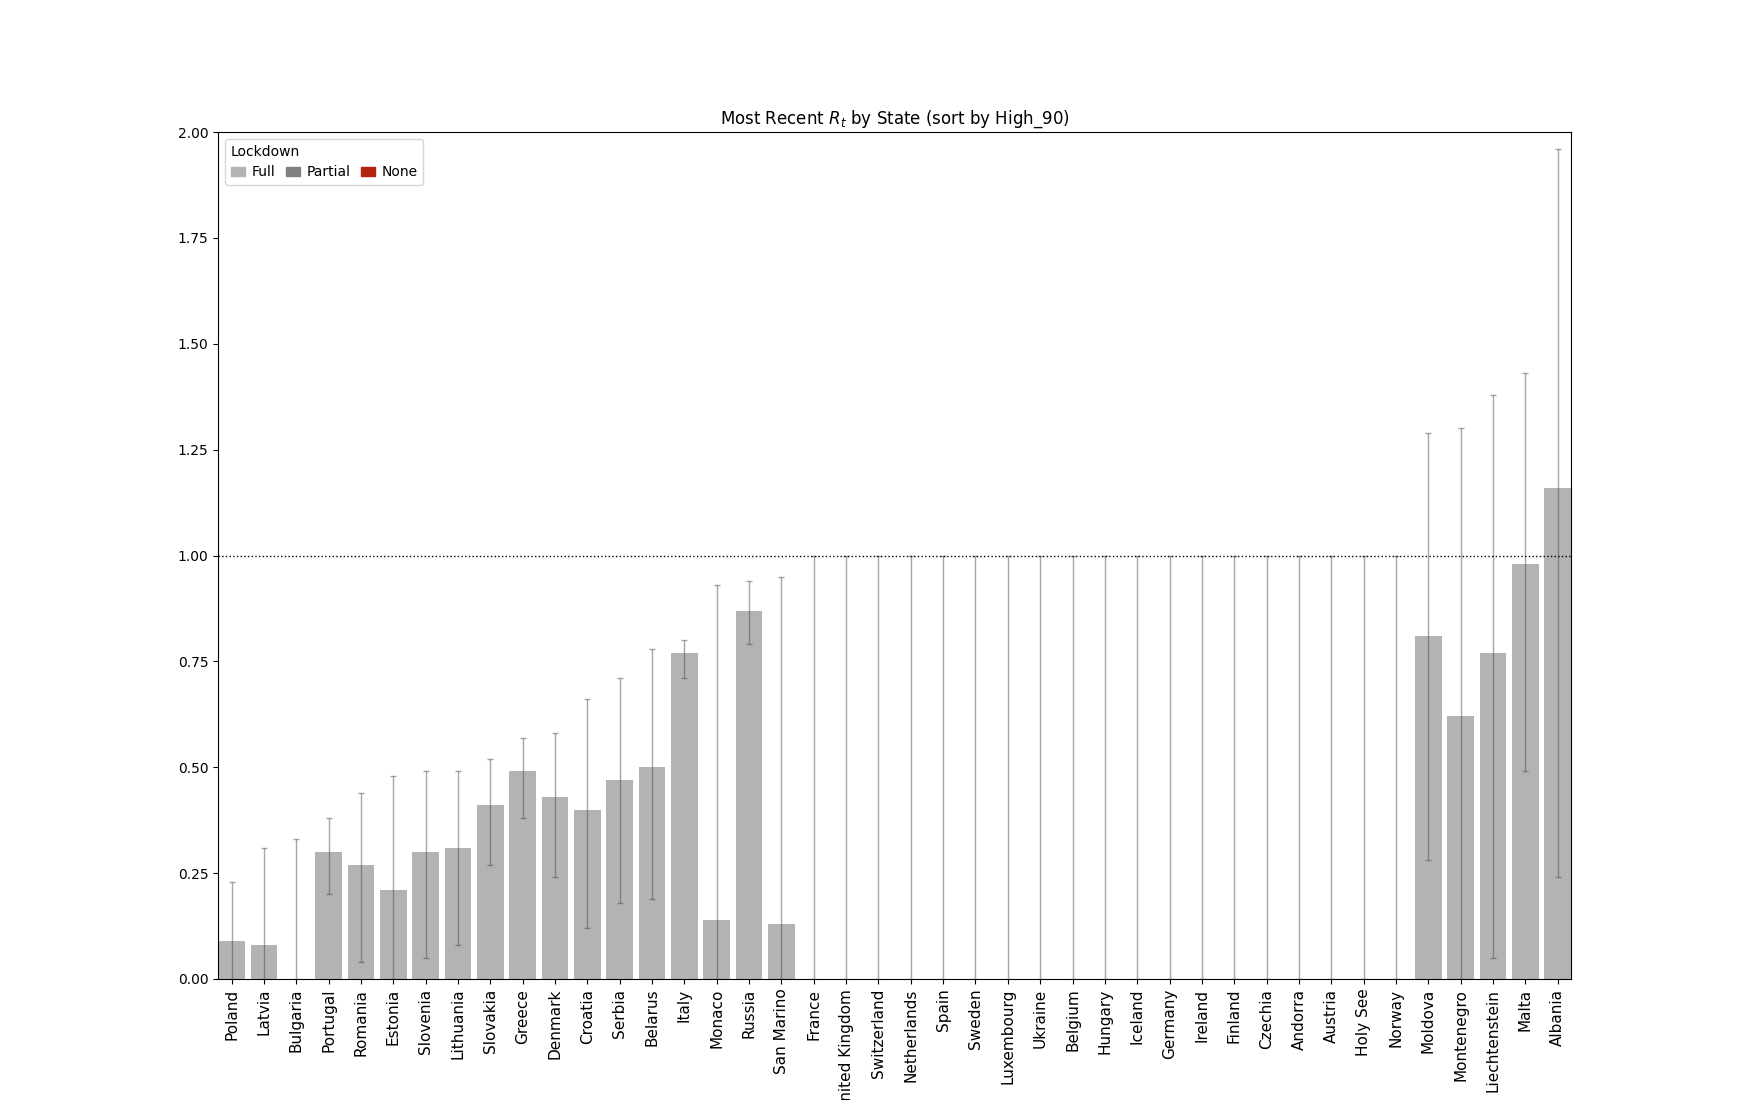 Most Recent R_t by State (sort by High_90)
Lockdown
Full Partial None
2.00
1.75
1.50
1.25
1.00
0.75
0.50
0.25
0.00
Poland
Latvia
Bulgaria
Portugal
Romania
Estonia
Slovenia
Lithuania
Slovakia
Greece
Denmark
Croatia
Serbia
Belarus
Italy
Monaco
Russia
San Marino
France
nited Kingdom
Switzerland
Netherlands
Spain
Sweden
Luxembourg
Ukraine
Belgium
Hungary
Iceland
Germany
Ireland
Finland
Czechia
Andorra
Austria
Holy See
Norway
Moldova
Montenegro
Liechtenstein
Malta
Albania